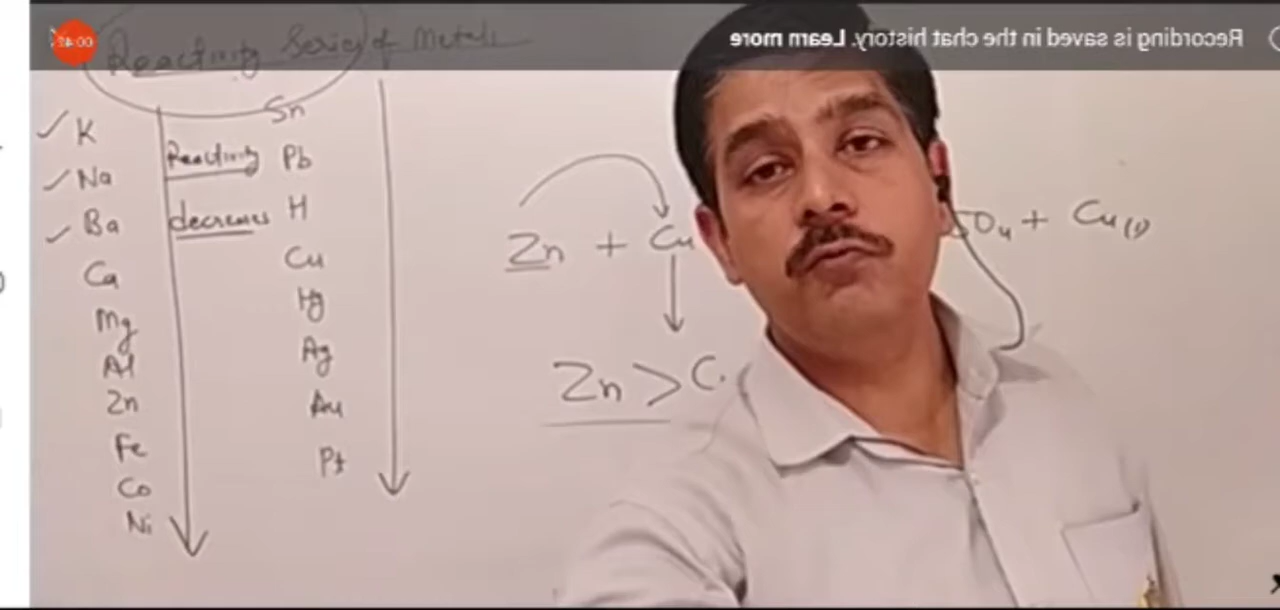 Recording is saved in the chat history. Learn more
Reactivity Series of Metals
K
Na
Ba
Ca
Mg
Al
Zn
Fe
Co
Ni
Reactivity
decreases
Sn
Pb
H
Cu
Hg
Ag
Au
Pt
Zn + Cu
SO4 + Cu(s)
Zn > C